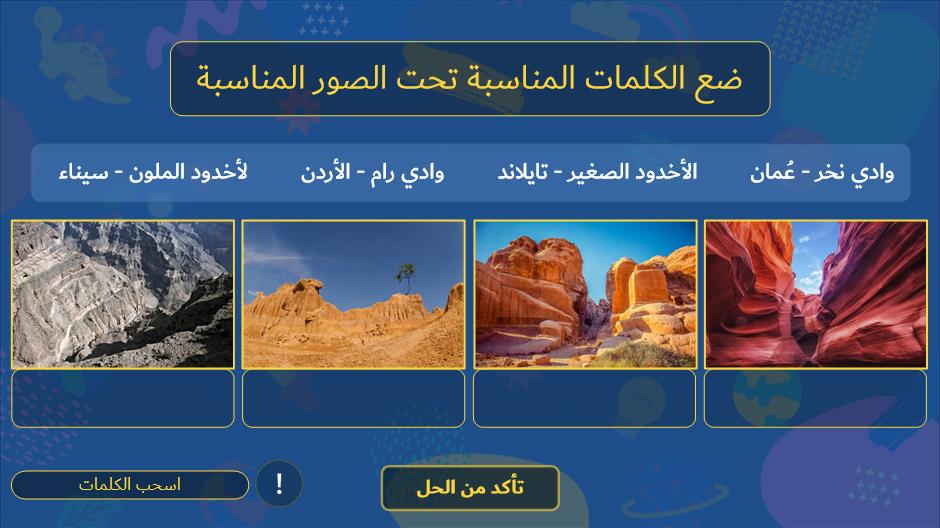 ضع الكلمات المناسبة تحت الصور المناسبة
وادي نخر - عُمان
الأخدود الصغير - تايلاند
وادي رام - الأردن
لأخدود الملون - سيناء
تأكد من الحل
!
اسحب الكلمات